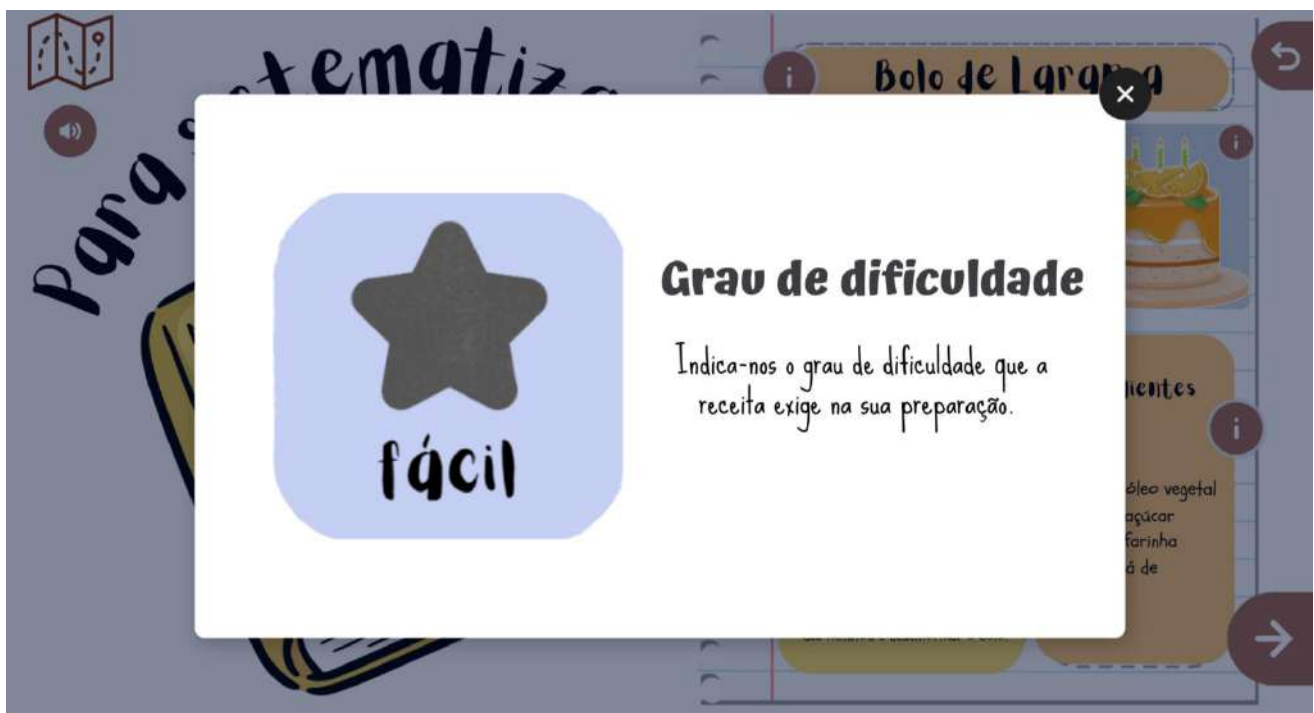 Bolo de Laranja
Grau de dificuldade
Indica-nos o grau de dificuldade que a
receita exige na sua preparação.
fácil
Para
óleo vegetal
açúcar
farinha
de